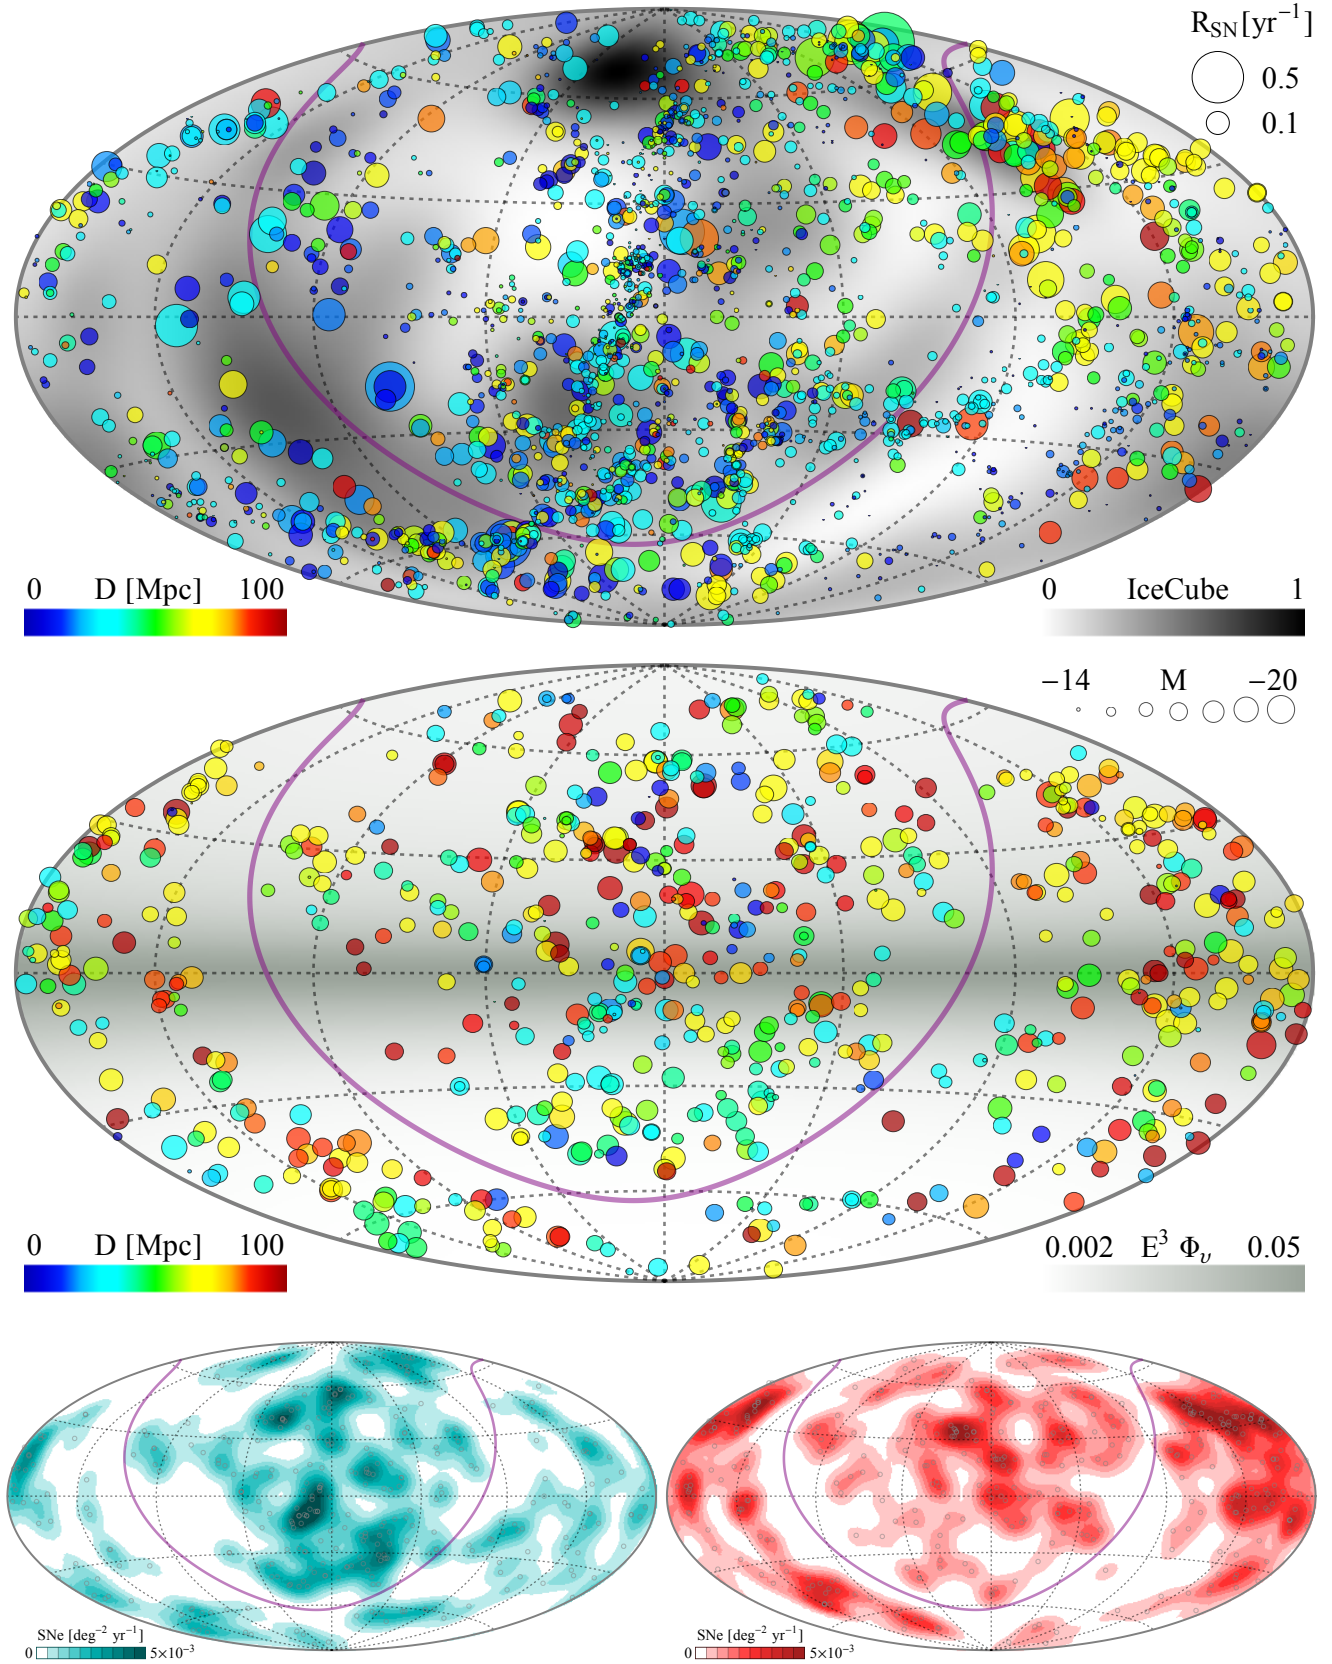 R_SN [yr⁻¹]
0.5
0.1
0 D [Mpc] 100
0 IceCube 1
−14 M −20
0 D [Mpc] 100
0.002 E³ Φ_ν 0.05
SNe [deg⁻² yr⁻¹]
0 5×10⁻³
SNe [deg⁻² yr⁻¹]
0 5×10⁻³